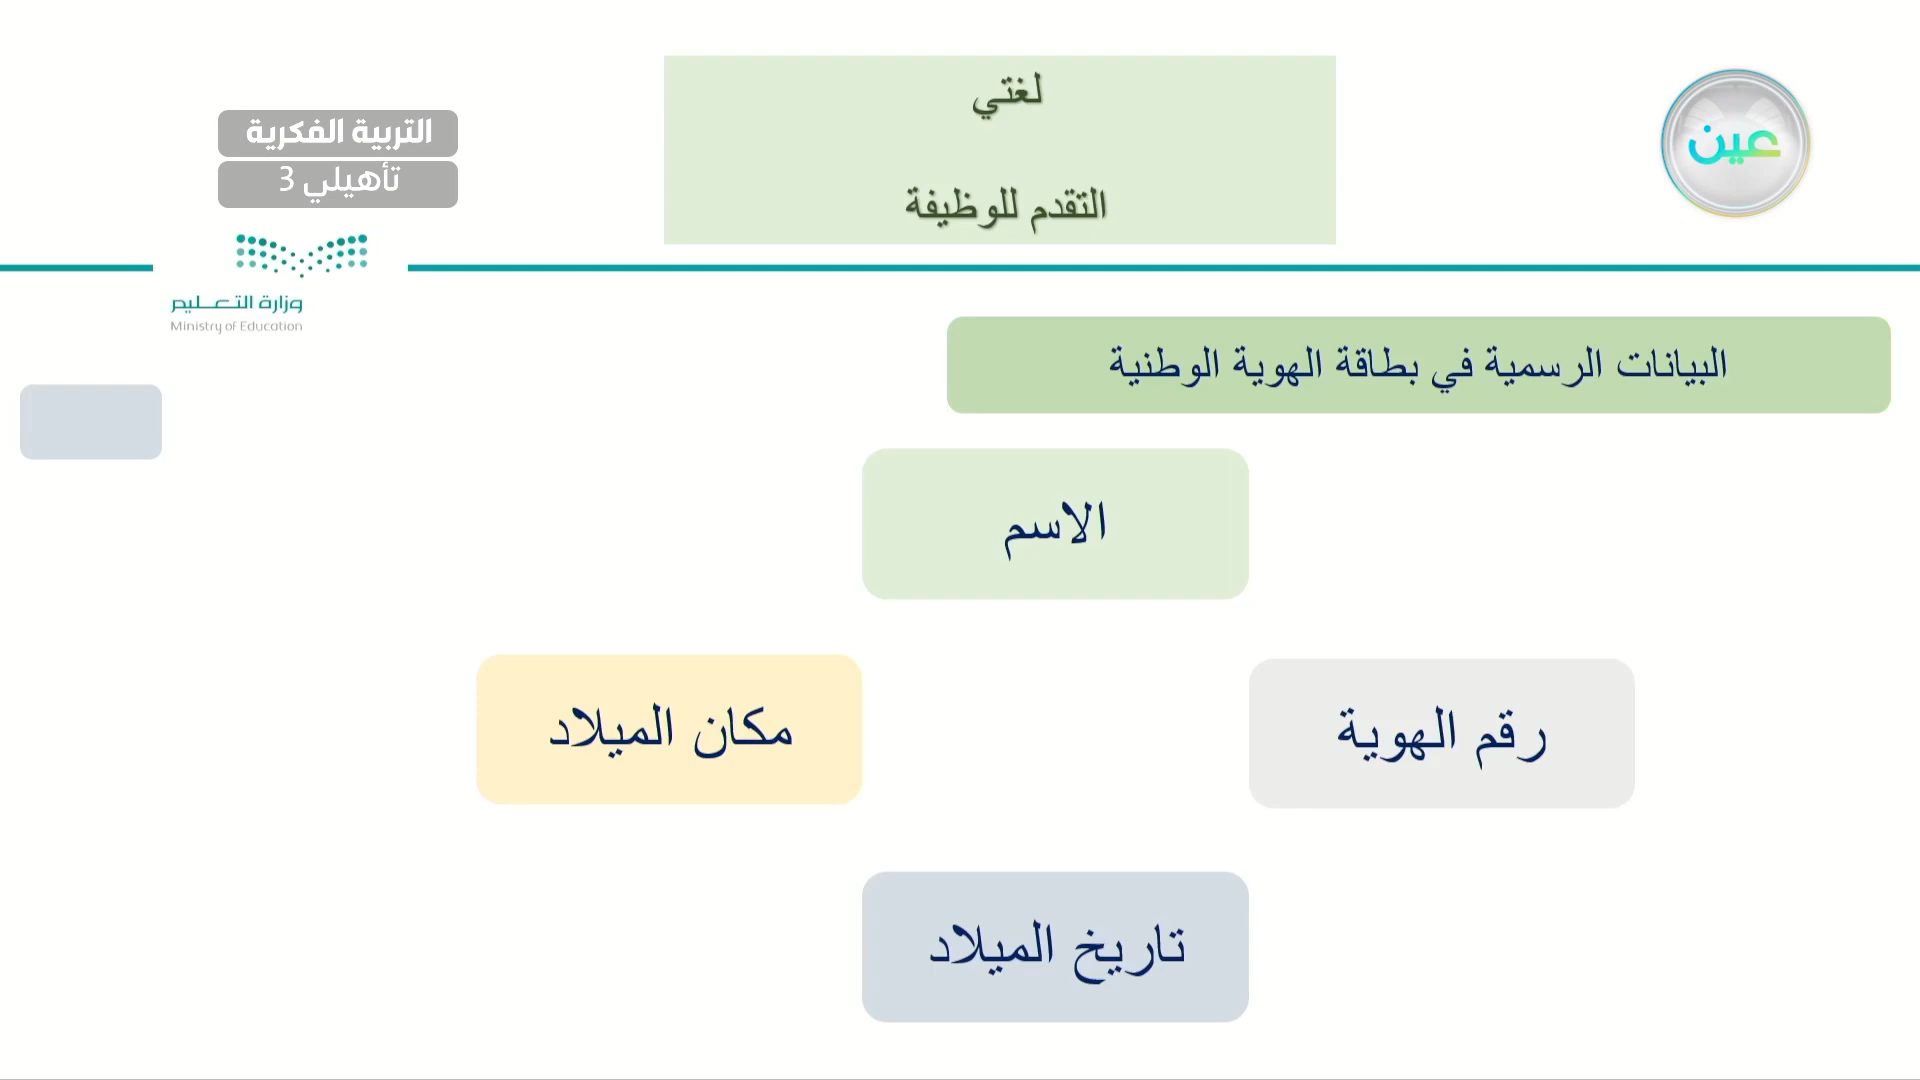 لغتي
التقدم للوظيفة
عين
التربية الفكرية
تأهيلي 3
وزارة التعليم
Ministry of Education
البيانات الرسمية في بطاقة الهوية الوطنية
الاسم
رقم الهوية
مكان الميلاد
تاريخ الميلاد